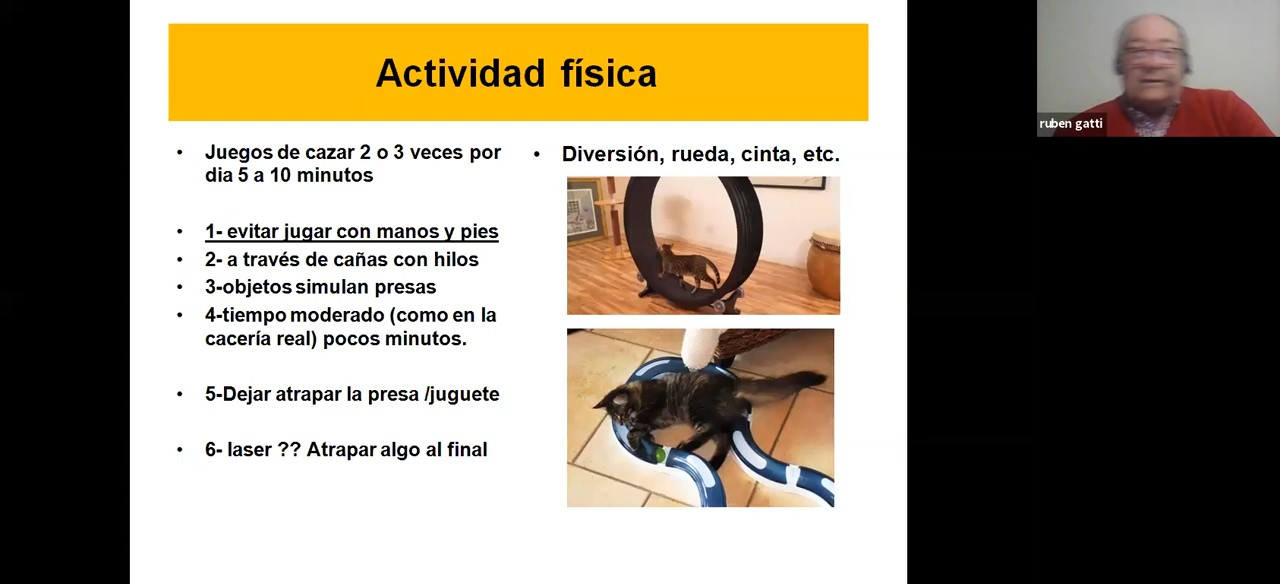 Actividad física
• Juegos de cazar 2 o 3 veces por
dia 5 a 10 minutos
• 1- evitar jugar con manos y pies
• 2- a través de cañas con hilos
• 3-objetos simulan presas
• 4-tiempo moderado (como en la
cacería real) pocos minutos.
• 5-Dejar atrapar la presa /juguete
• 6- laser ?? Atrapar algo al final
• Diversión, rueda, cinta, etc.
ruben gatti